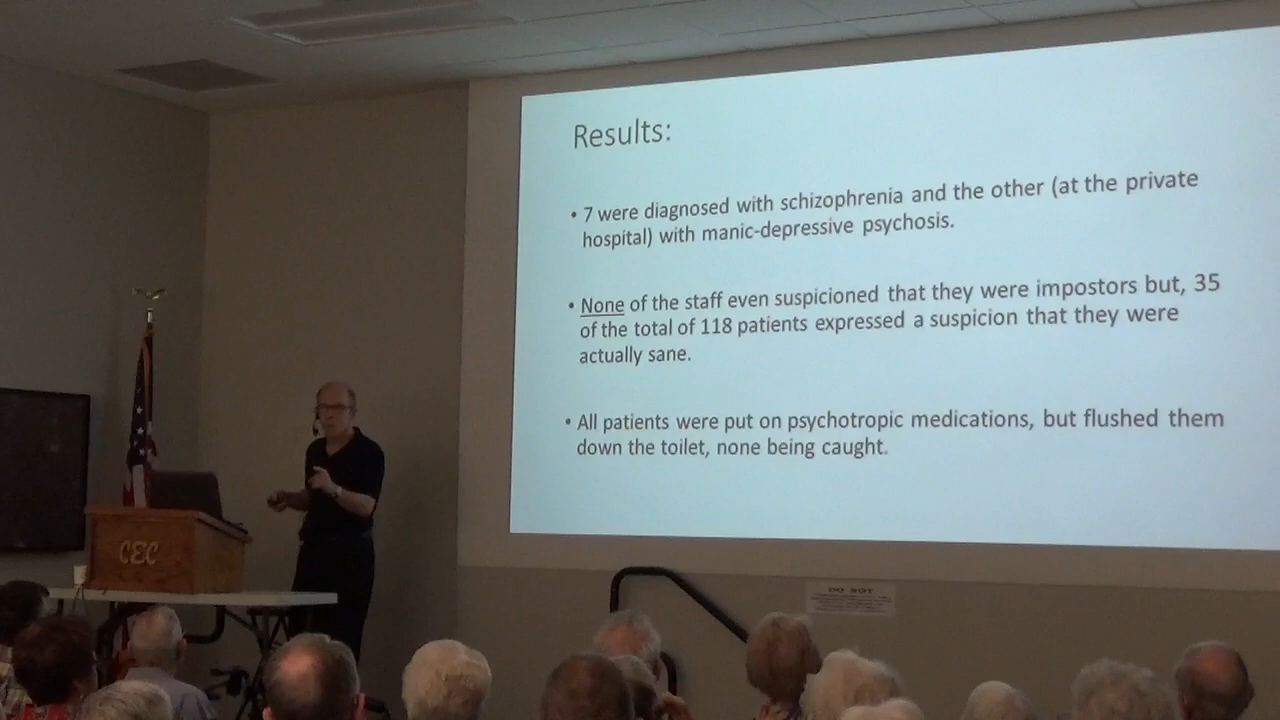 Results:
• 7 were diagnosed with schizophrenia and the other (at the private
hospital) with manic-depressive psychosis.
• None of the staff even suspicioned that they were impostors but, 35
of the total of 118 patients expressed a suspicion that they were
actually sane.
• All patients were put on psychotropic medications, but flushed them
down the toilet, none being caught.
CEC
DO NOT